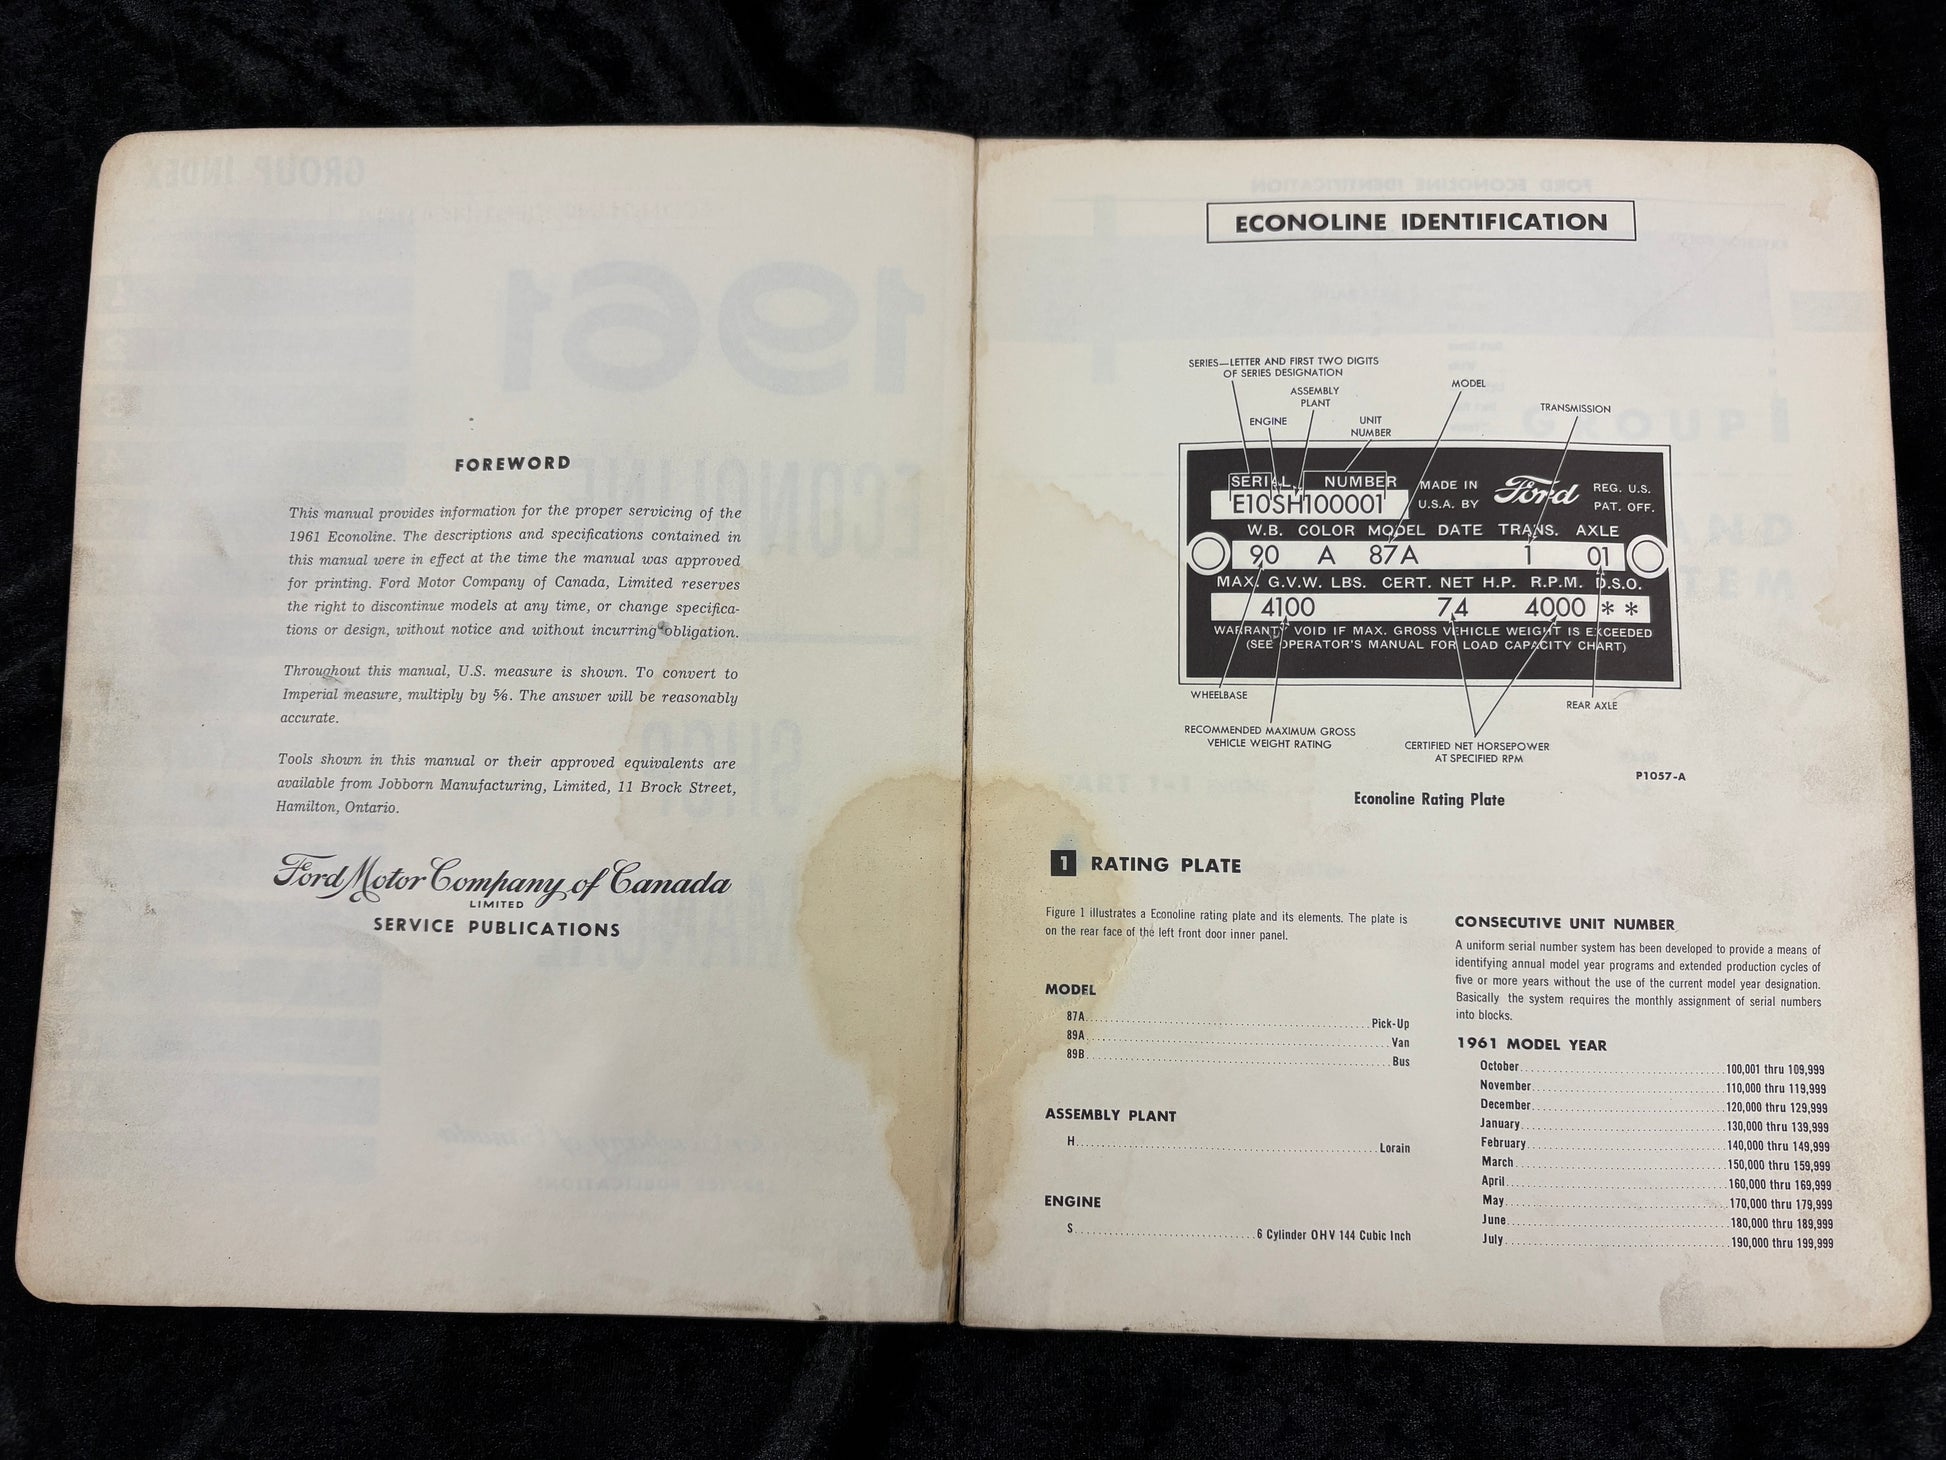 FOREWORD
This manual provides information for the proper servicing of the
1961 Econoline. The descriptions and specifications contained in
this manual were in effect at the time the manual was approved
for printing. Ford Motor Company of Canada, Limited reserves
the right to discontinue models at any time, or change specifica-
tions or design, without notice and without incurring obligation.
Throughout this manual, U.S. measure is shown. To convert to
Imperial measure, multiply by 5/6. The answer will be reasonably
accurate.
Tools shown in this manual or their approved equivalents are
available from Jobborn Manufacturing, Limited, 11 Brock Street,
Hamilton, Ontario.
Ford Motor Company of Canada
LIMITED
SERVICE PUBLICATIONS
ECONOLINE IDENTIFICATION
SERIES—LETTER AND FIRST TWO DIGITS
OF SERIES DESIGNATION
MODEL
ASSEMBLY
PLANT
TRANSMISSION
ENGINE
UNIT
NUMBER
SERIAL NUMBER
E10SH100001
MADE IN
U.S.A. BY
Ford
REG. U.S.
PAT. OFF.
W.B. COLOR MODEL DATE TRANS. AXLE
90 A 87A 1 01
MAX. G.V.W. LBS. CERT. NET H.P. R.P.M. D.S.O.
4100 74 4000 * *
WARRANTY VOID IF MAX. GROSS VEHICLE WEIGHT IS EXCEEDED
(SEE OPERATOR'S MANUAL FOR LOAD CAPACITY CHART)
WHEELBASE
REAR AXLE
RECOMMENDED MAXIMUM GROSS
VEHICLE WEIGHT RATING
CERTIFIED NET HORSEPOWER
AT SPECIFIED RPM
P1057-A
Econoline Rating Plate
1 RATING PLATE
Figure 1 illustrates a Econoline rating plate and its elements. The plate is
on the rear face of the left front door inner panel.
MODEL
87A Pick-Up
89A Van
89B Bus
ASSEMBLY PLANT
H Lorain
ENGINE
S 6 Cylinder OHV 144 Cubic Inch
CONSECUTIVE UNIT NUMBER
A uniform serial number system has been developed to provide a means of
identifying annual model year programs and extended production cycles of
five or more years without the use of the current model year designation.
Basically the system requires the monthly assignment of serial numbers
into blocks.
1961 MODEL YEAR
October 100,001 thru 109,999
November 110,000 thru 119,999
December 120,000 thru 129,999
January 130,000 thru 139,999
February 140,000 thru 149,999
March 150,000 thru 159,999
April 160,000 thru 169,999
May 170,000 thru 179,999
June 180,000 thru 189,999
July 190,000 thru 199,999